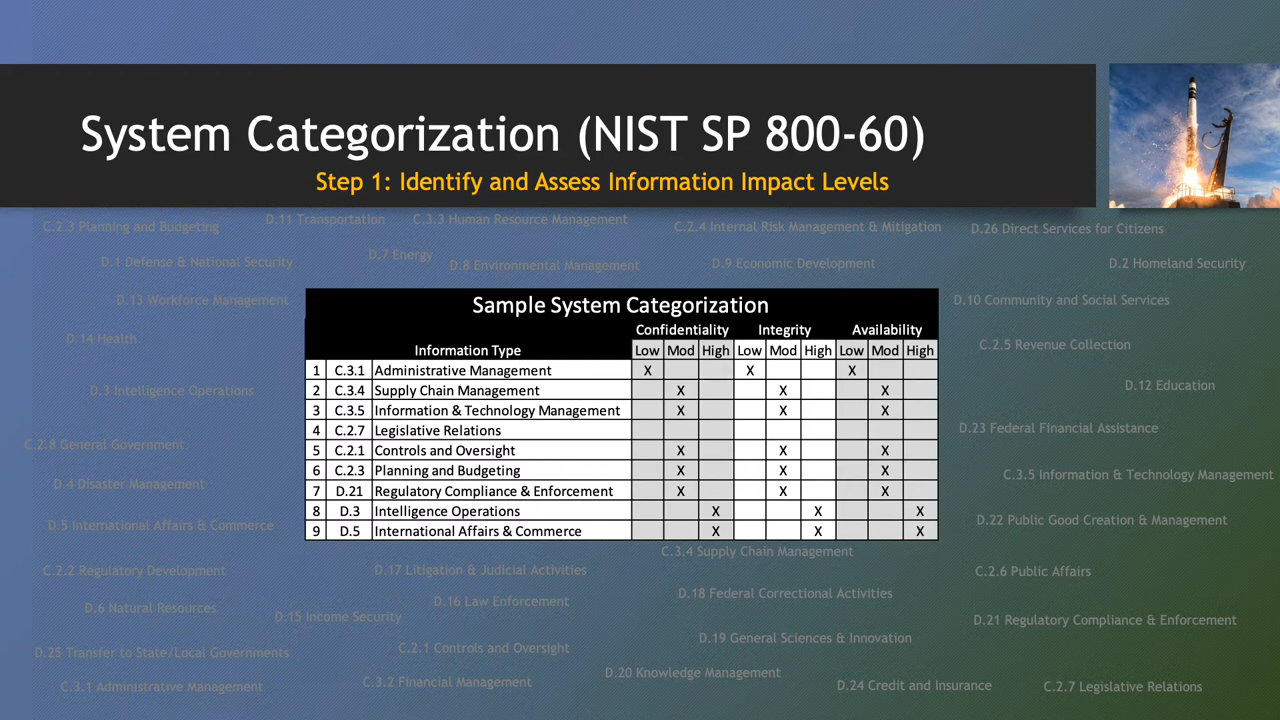 System Categorization (NIST SP 800-60)
Step 1: Identify and Assess Information Impact Levels
C.2.3 Planning and Budgeting
D.11 Transportation
C.3.3 Human Resource Management
C.2.4 Internal Risk Management & Mitigation
D.26 Direct Services for Citizens
D.1 Defense & National Security
D.7 Energy
D.8 Environmental Management
D.9 Economic Development
D.2 Homeland Security
D.13 Workforce Management
D.10 Community and Social Services
D.14 Health
C.2.5 Revenue Collection
D.3 Intelligence Operations
D.12 Education
C.2.8 General Government
D.23 Federal Financial Assistance
D.4 Disaster Management
C.3.5 Information & Technology Management
D.5 International Affairs & Commerce
D.22 Public Good Creation & Management
Sample System Categorization
Confidentiality Integrity Availability
Information Type Low Mod High Low Mod High Low Mod High
1 C.3.1 Administrative Management X X X
2 C.3.4 Supply Chain Management X X X
3 C.3.5 Information & Technology Management X X X
4 C.2.7 Legislative Relations
5 C.2.1 Controls and Oversight X X X
6 C.2.3 Planning and Budgeting X X X
7 D.21 Regulatory Compliance & Enforcement X X X
8 D.3 Intelligence Operations X X X
9 D.5 International Affairs & Commerce X X X
C.3.4 Supply Chain Management
C.2.2 Regulatory Development
D.17 Litigation & Judicial Activities
C.2.6 Public Affairs
D.6 Natural Resources
D.16 Law Enforcement
D.18 Federal Correctional Activities
D.15 Income Security
D.21 Regulatory Compliance & Enforcement
D.25 Transfer to State/Local Governments
C.2.1 Controls and Oversight
D.19 General Sciences & Innovation
C.3.1 Administrative Management
C.3.2 Financial Management
D.20 Knowledge Management
D.24 Credit and Insurance
C.2.7 Legislative Relations